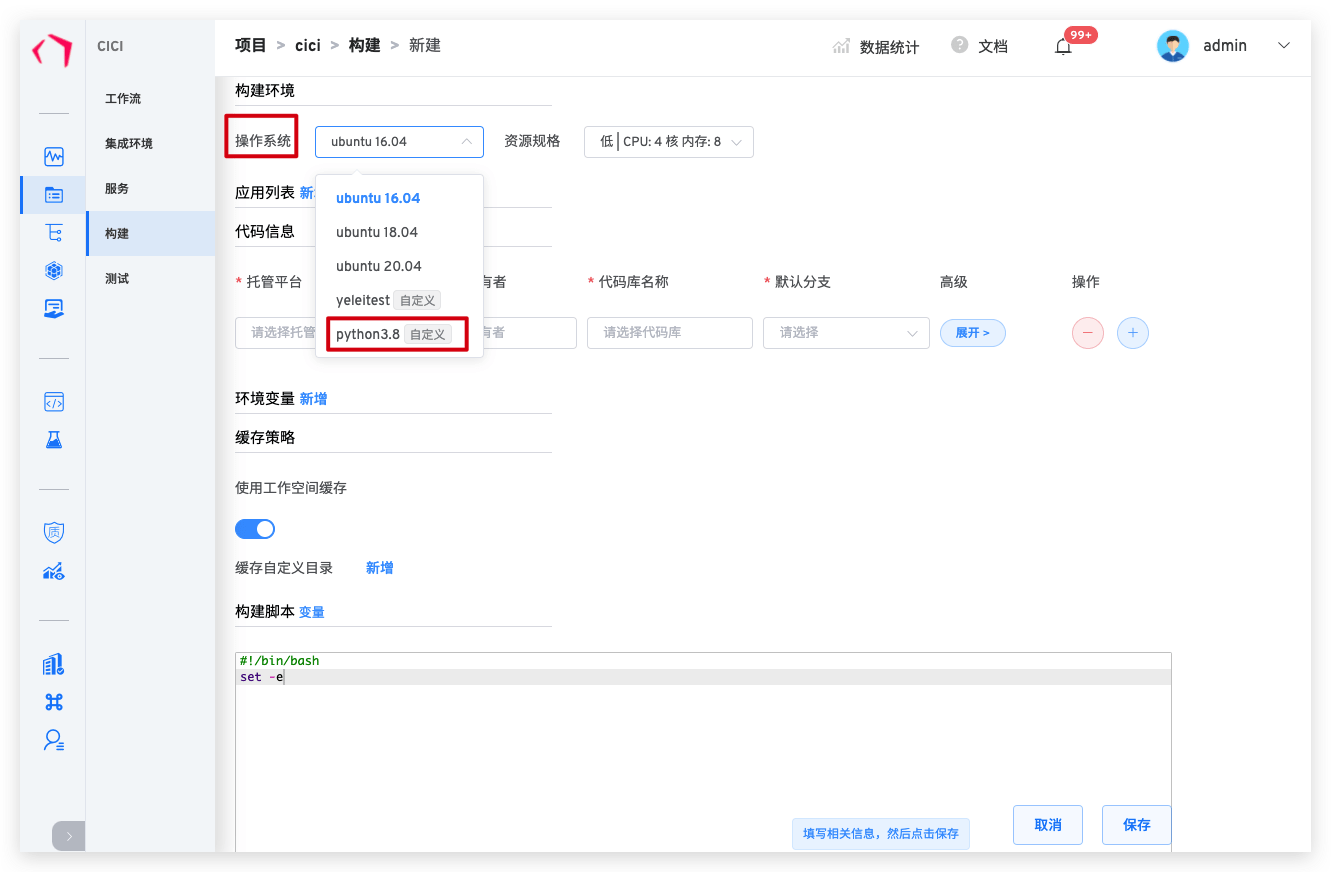 CICI
项目 > cici > 构建 > 新建
数据统计
文档
99+
admin
工作流
集成环境
服务
构建
测试
构建环境
操作系统
ubuntu 16.04
资源规格
低 | CPU: 4 核 内存: 8
ubuntu 16.04
ubuntu 18.04
ubuntu 20.04
yeleitest 自定义
python3.8 自定义
应用列表
代码信息
* 托管平台
有者
* 代码库名称
* 默认分支
高级
操作
请选择托管
有者
请选择代码库
请选择
展开 >
环境变量 新增
缓存策略
使用工作空间缓存
缓存自定义目录 新增
构建脚本 变量
#!/bin/bash
set -e
质
填写相关信息，然后点击保存
取消
保存